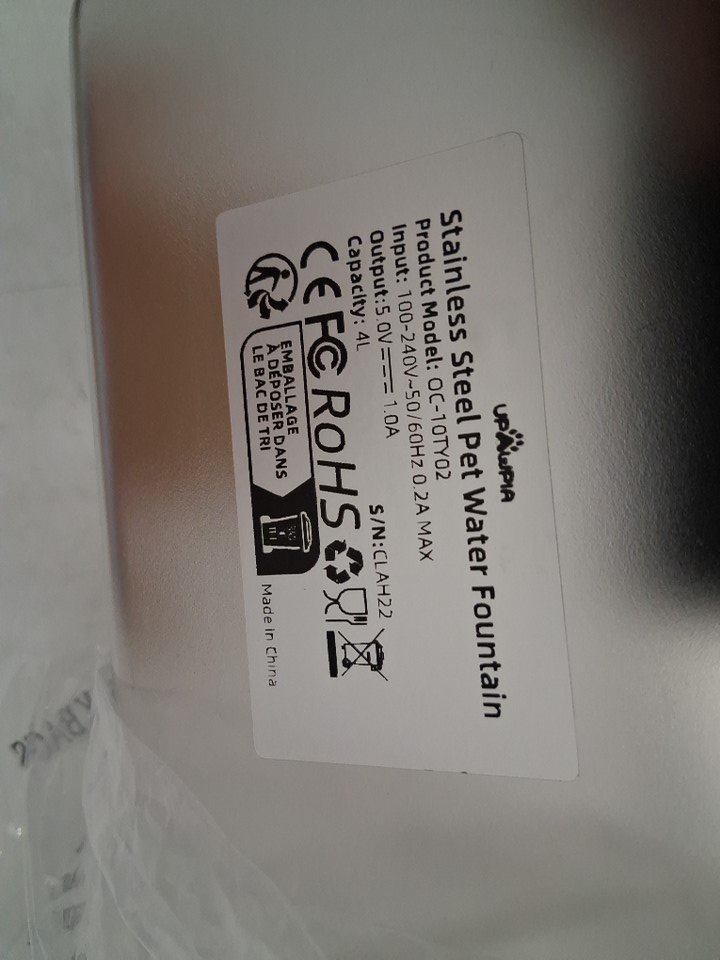 UPAWPIA
Stainless Steel Pet Water Fountain
Product Model: OC-10TY02
Input: 100-240V~50/60Hz 0.2A MAX
Output:5.0V⎓1.0A
S/N:CLAH22
Capacity: 4L
CE FC RoHS
EMBALLAGE
À DÉPOSER DANS
LE BAC DE TRI
Made in China